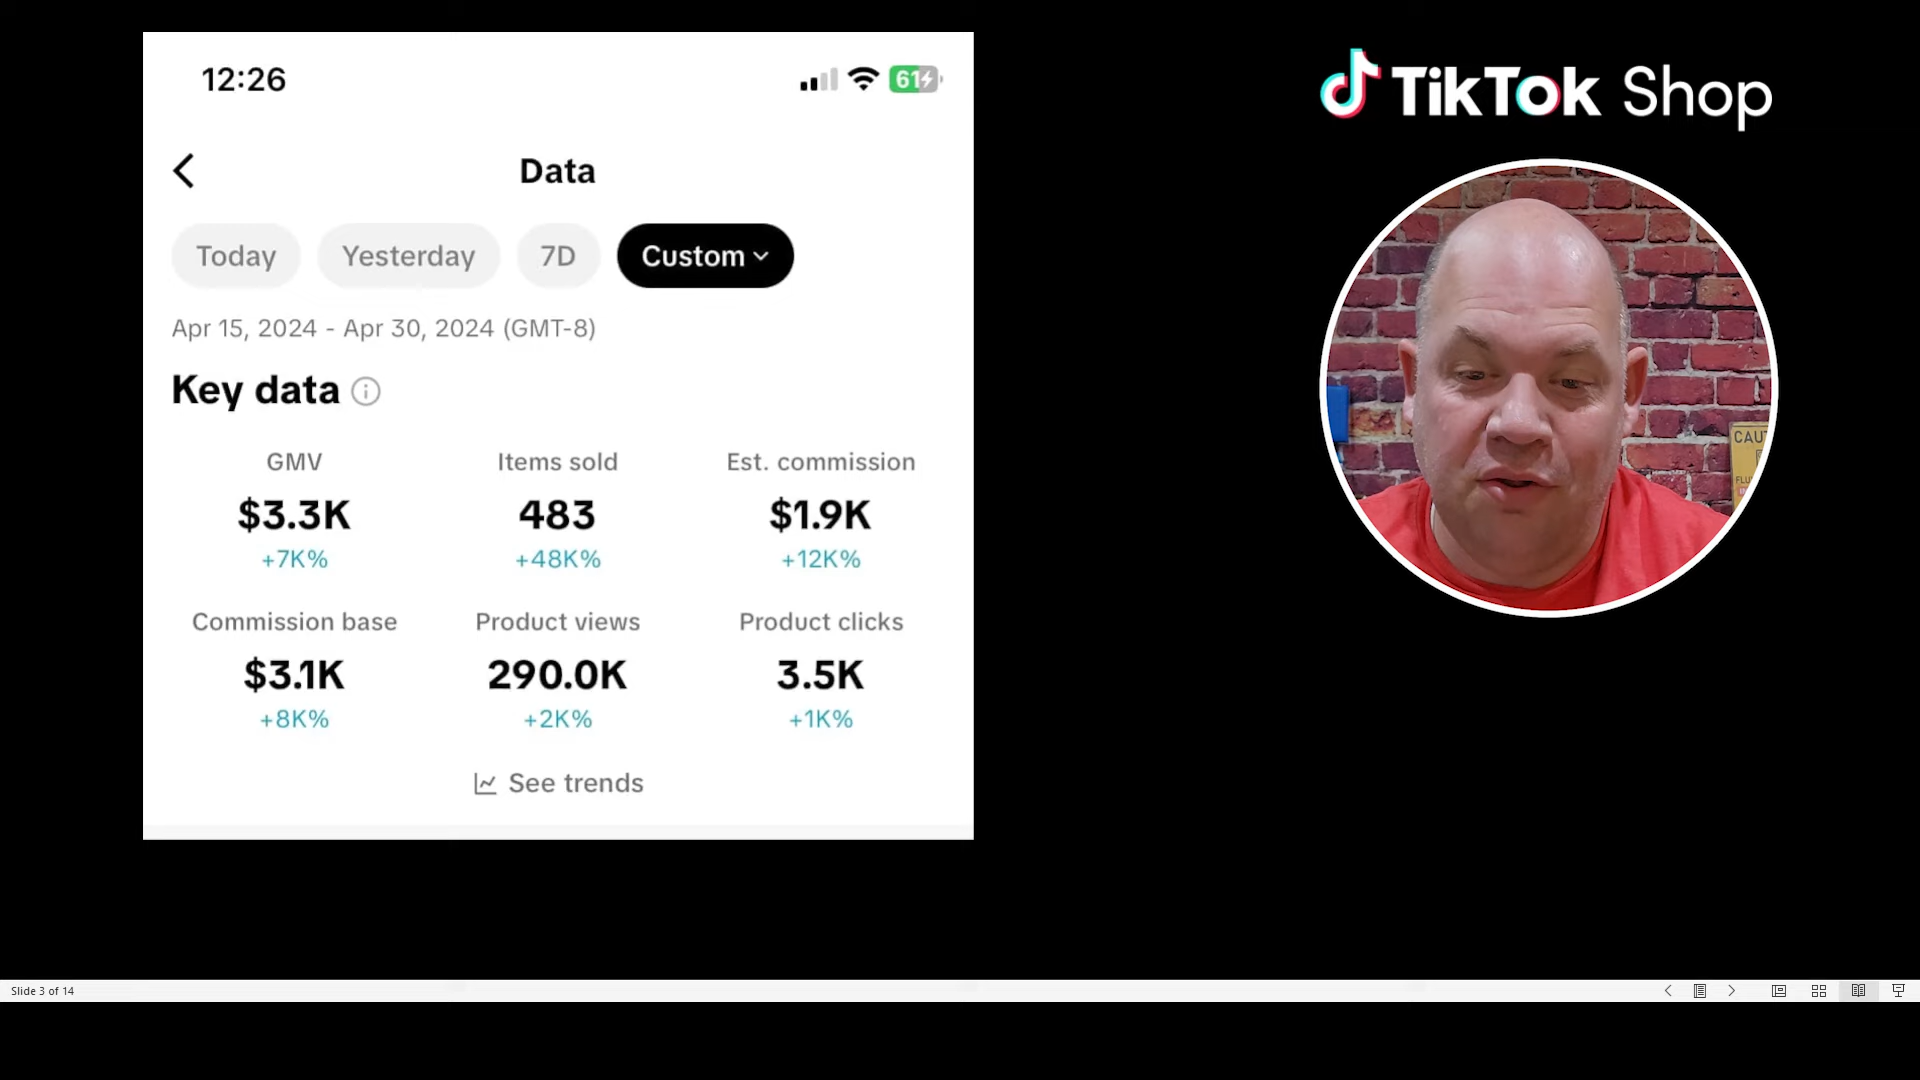 12:26
61
TikTok Shop
Data
Today Yesterday 7D Custom
Apr 15, 2024 - Apr 30, 2024 (GMT-8)
Key data
GMV Items sold Est. commission
$3.3K 483 $1.9K
+7K% +48K% +12K%
Commission base Product views Product clicks
$3.1K 290.0K 3.5K
+8K% +2K% +1K%
See trends
CAU
Slide 3 of 14